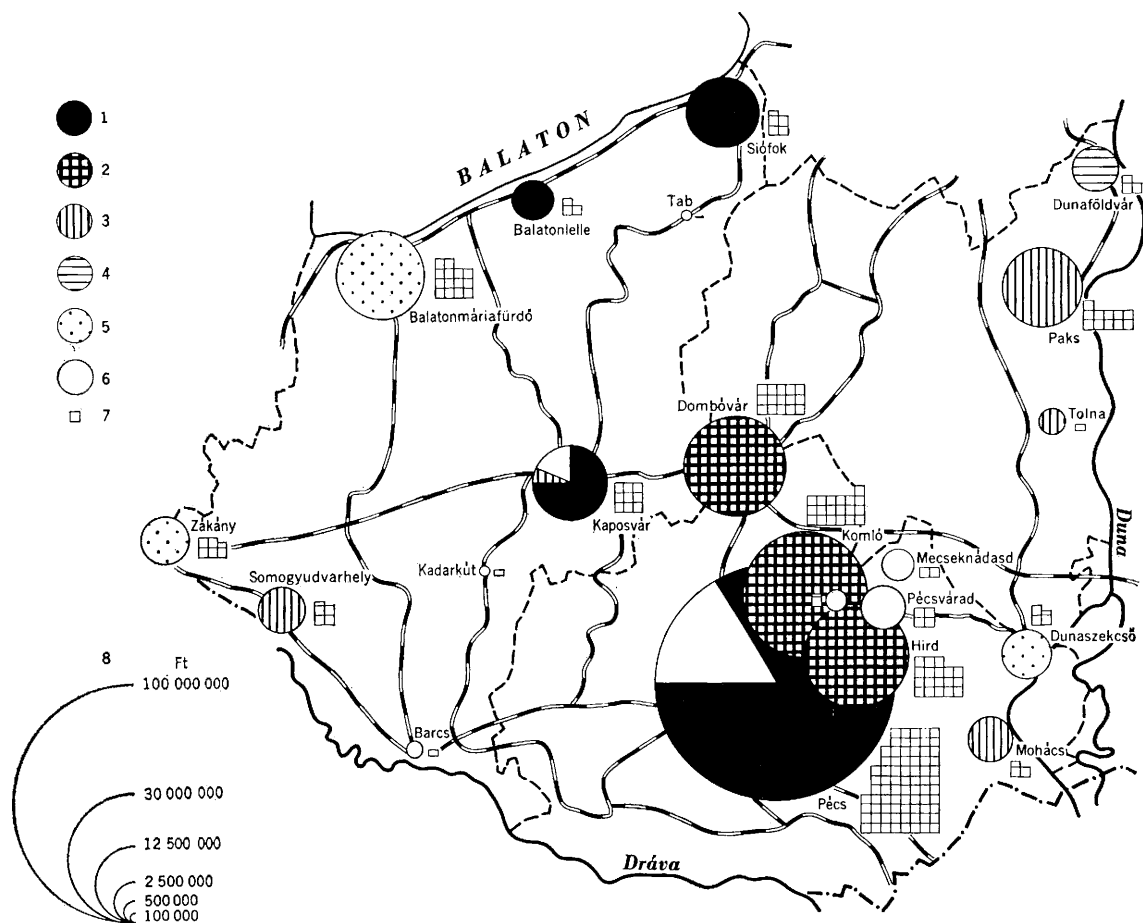 1
2
3
4
5
6
7
8
Ft
100 000 000
30 000 000
12 500 000
2 500 000
500 000
100 000
BALATON
Siófok
Tab
Balatonlelle
Balatonmáriafürdő
Dunaföldvár
Paks
Tolna
Duna
Dombóvár
Kaposvár
Zákány
Somogyudvarhely
Kadarkút
Komló
Mecseknádasd
Pécsvárad
Hird
Dunaszekcső
Barcs
Mohács
Pécs
Dráva